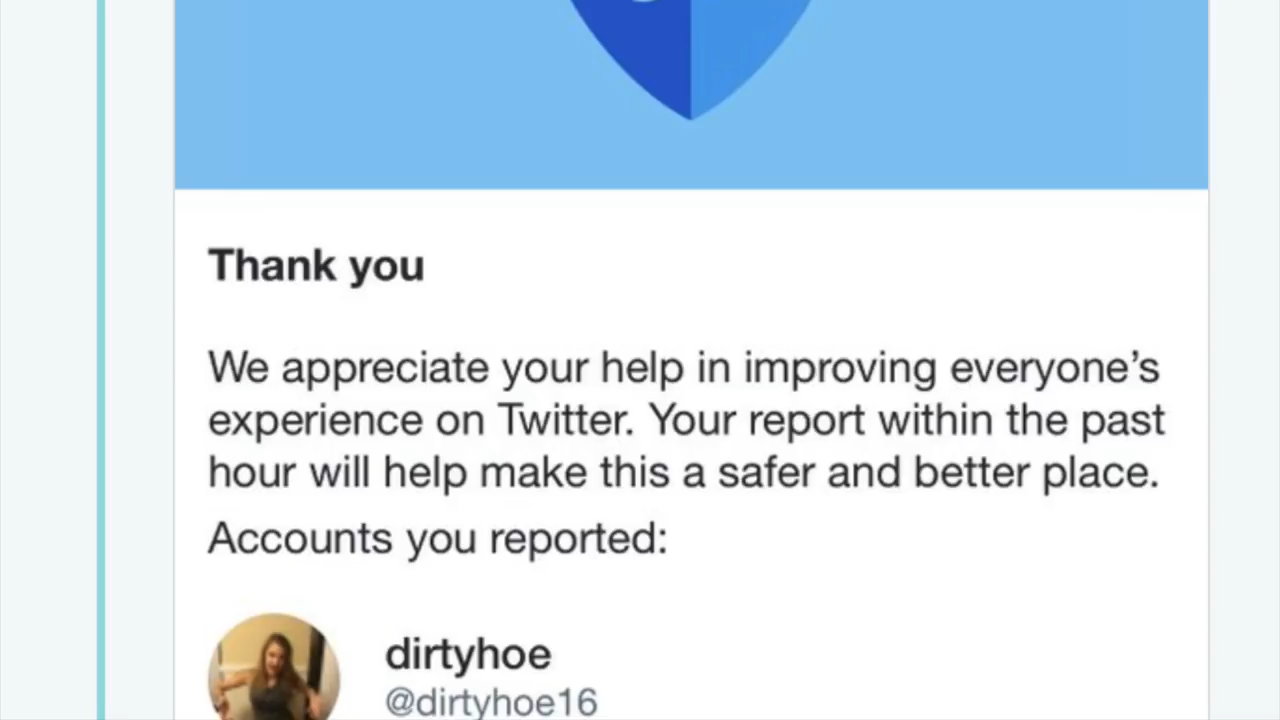 Thank you
We appreciate your help in improving everyone’s
experience on Twitter. Your report within the past
hour will help make this a safer and better place.
Accounts you reported:
dirtyhoe
@dirtyhoe16